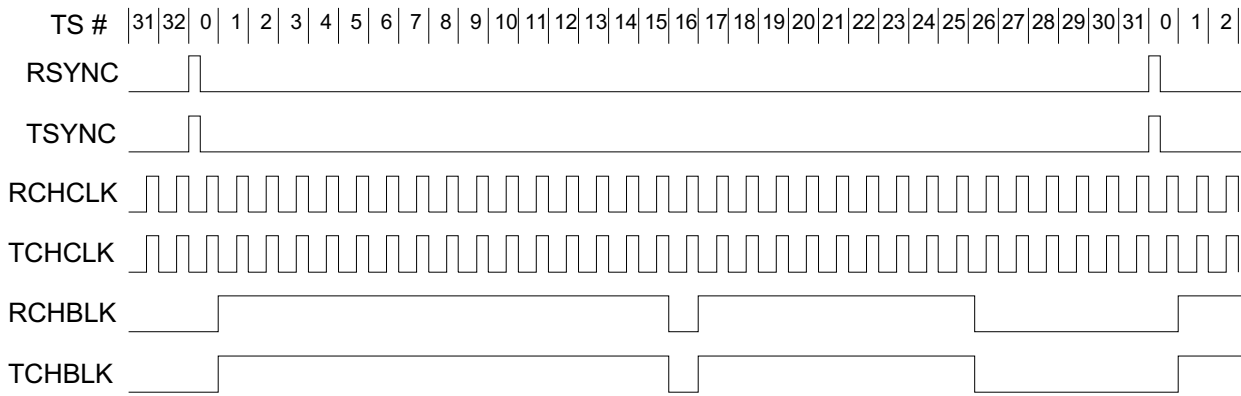 TS # 31 32 0 1 2 3 4 5 6 7 8 9 10 11 12 13 14 15 16 17 18 19 20 21 22 23 24 25 26 27 28 29 30 31 0 1 2
RSYNC
TSYNC
RCHCLK
TCHCLK
RCHBLK
TCHBLK